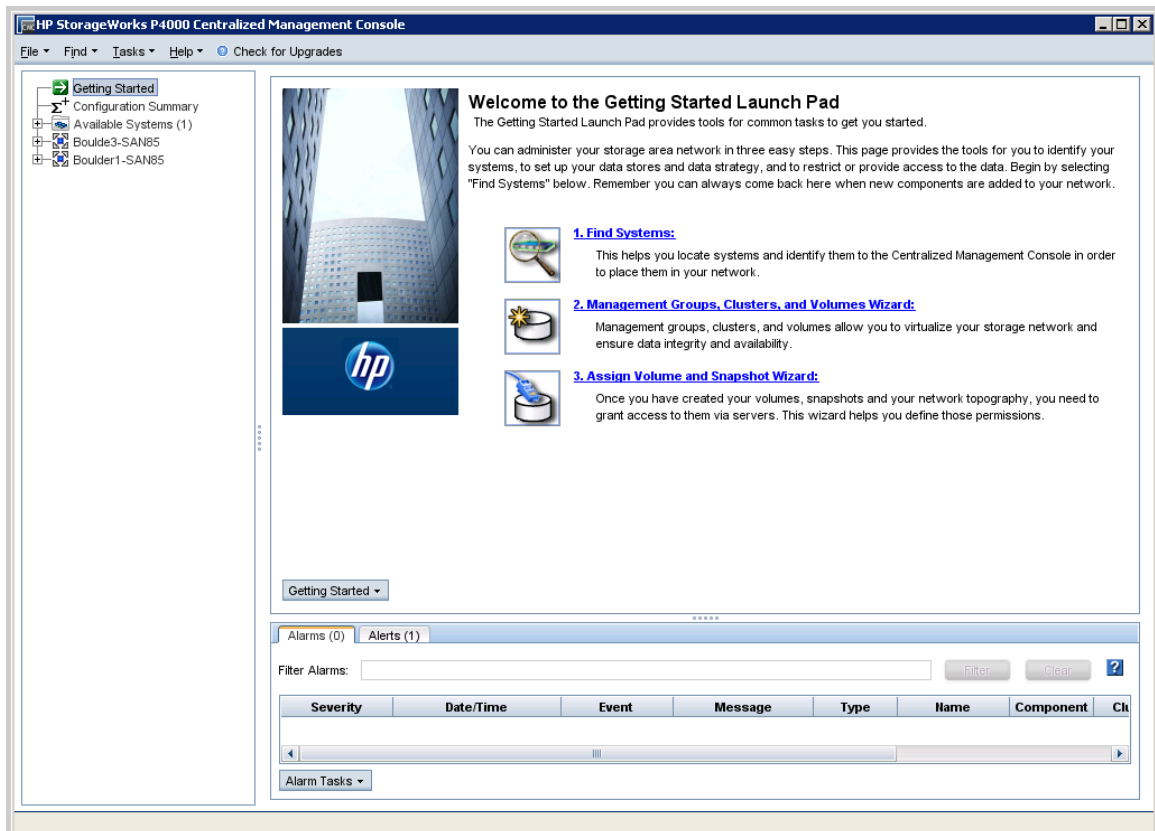 HP StorageWorks P4000 Centralized Management Console
File Find Tasks Help Check for Upgrades
Getting Started
Configuration Summary
Available Systems (1)
Boulde3-SAN85
Boulder1-SAN85
Welcome to the Getting Started Launch Pad
The Getting Started Launch Pad provides tools for common tasks to get you started.
You can administer your storage area network in three easy steps. This page provides the tools for you to identify your
systems, to set up your data stores and data strategy, and to restrict or provide access to the data. Begin by selecting
"Find Systems" below. Remember you can always come back here when new components are added to your network.
1. Find Systems:
This helps you locate systems and identify them to the Centralized Management Console in order
to place them in your network.
2. Management Groups, Clusters, and Volumes Wizard:
Management groups, clusters, and volumes allow you to virtualize your storage network and
ensure data integrity and availability.
3. Assign Volume and Snapshot Wizard:
Once you have created your volumes, snapshots and your network topography, you need to
grant access to them via servers. This wizard helps you define those permissions.
hp
Getting Started
Alarms (0) Alerts (1)
Filter Alarms: Filter Clear ?
Severity Date/Time Event Message Type Name Component Clu
Alarm Tasks